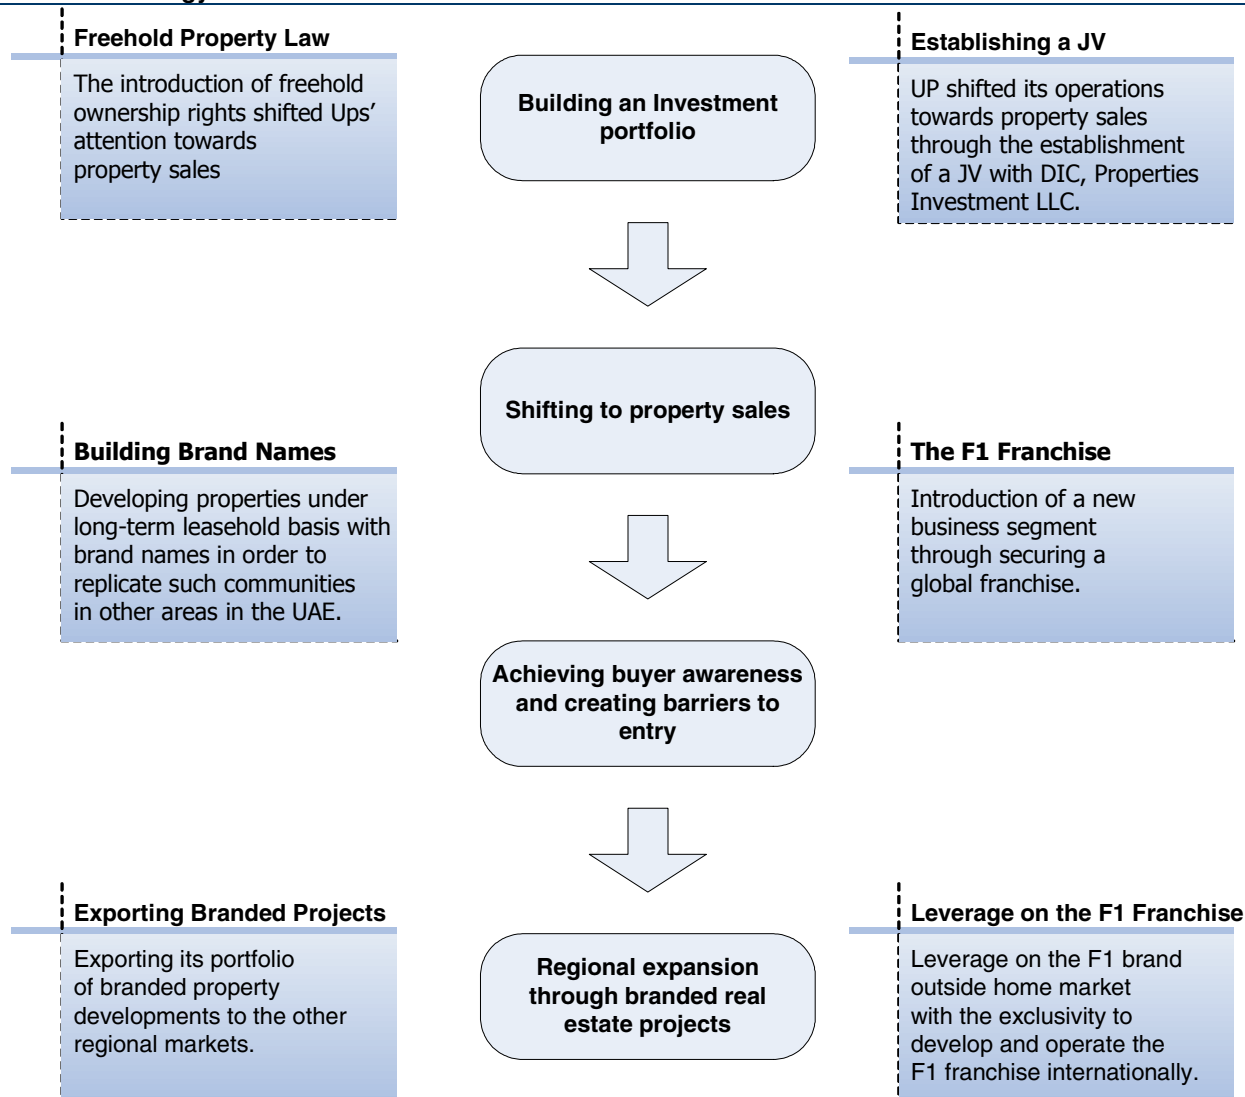 Freehold Property Law
The introduction of freehold
ownership rights shifted Ups’
attention towards
property sales
Building an Investment
portfolio
Establishing a JV
UP shifted its operations
towards property sales
through the establishment
of a JV with DIC, Properties
Investment LLC.
Shifting to property sales
Building Brand Names
Developing properties under
long-term leasehold basis with
brand names in order to
replicate such communities
in other areas in the UAE.
The F1 Franchise
Introduction of a new
business segment
through securing a
global franchise.
Achieving buyer awareness
and creating barriers to
entry
Exporting Branded Projects
Exporting its portfolio
of branded property
developments to the other
regional markets.
Regional expansion
through branded real
estate projects
Leverage on the F1 Franchise
Leverage on the F1 brand
outside home market
with the exclusivity to
develop and operate the
F1 franchise internationally.